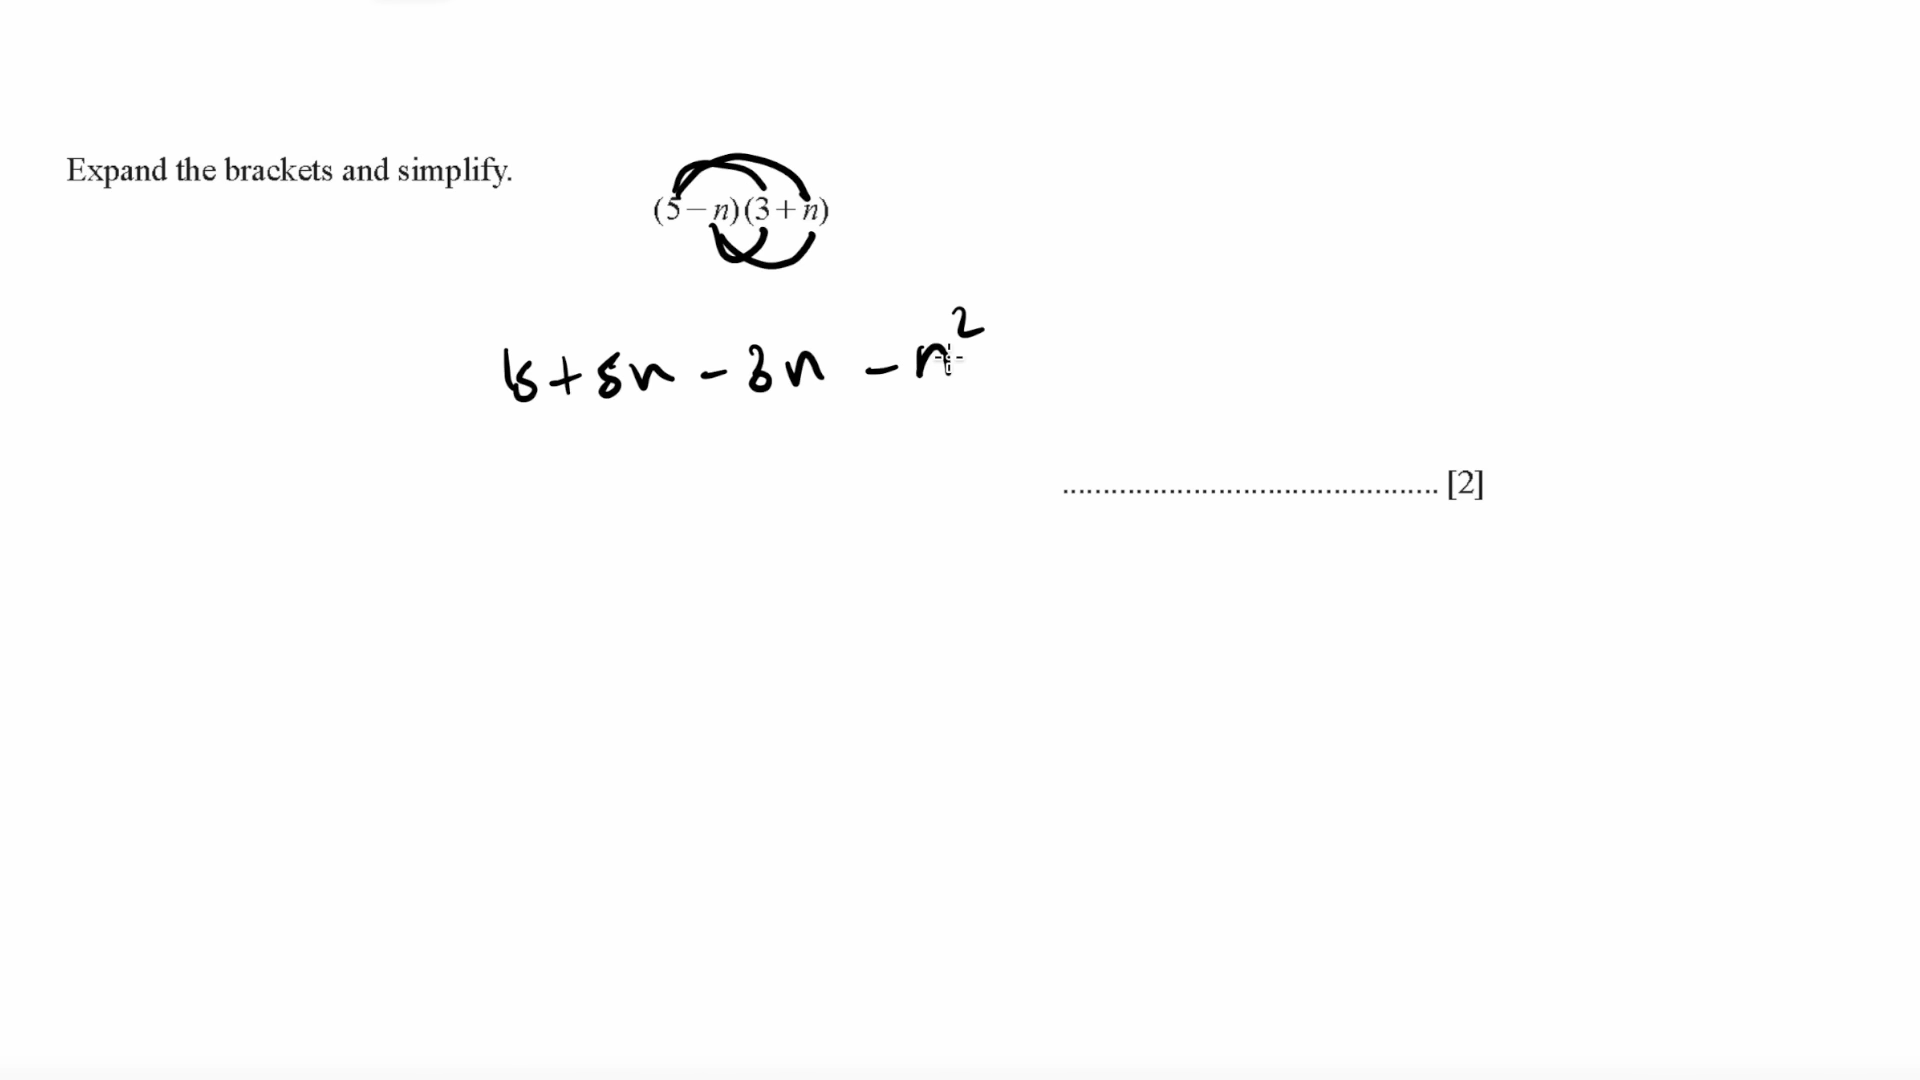 Expand the brackets and simplify.
(5 − n)(3 + n)
15 + 5n − 3n − n²
............................................... [2]